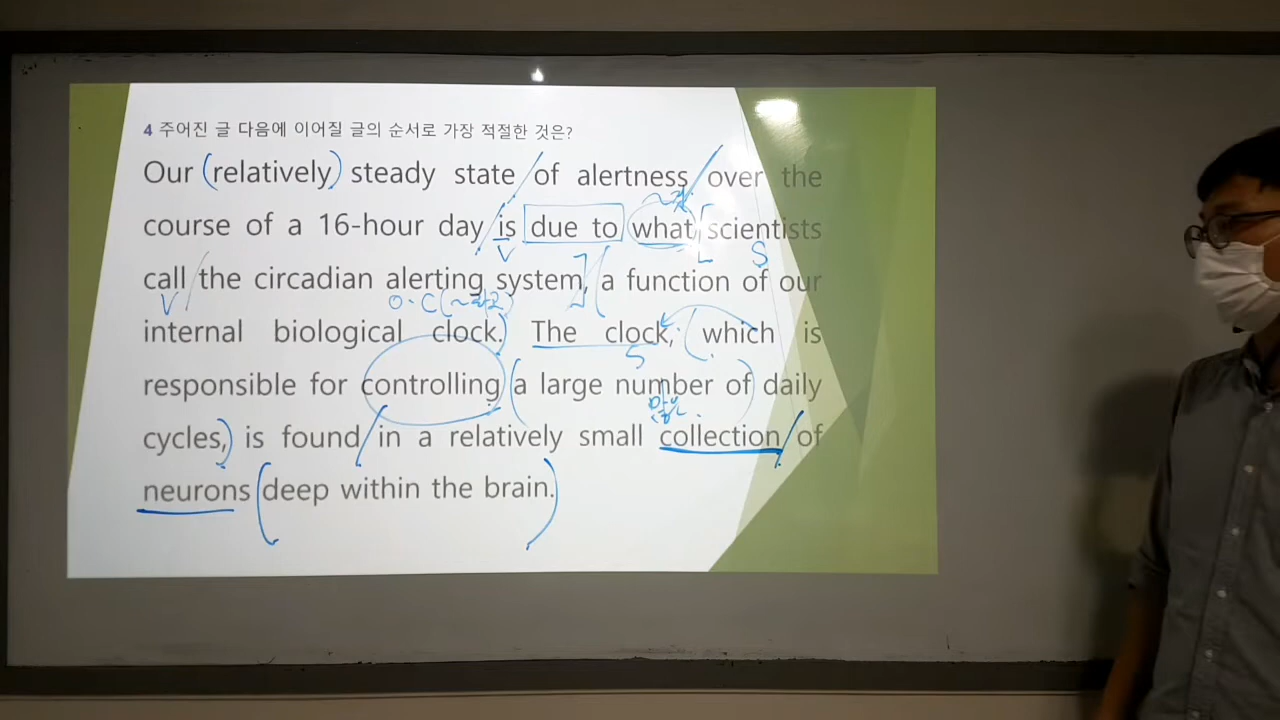 4 주어진 글 다음에 이어질 글의 순서로 가장 적절한 것은?
Our (relatively) steady state / of alertness / over the
course of a 16-hour day / is due to what [scientists
V
S
call / the circadian alerting system,] (a function of our
V
O.C
internal biological clock.) The clock, (which is
S
responsible for controlling (a large number of) daily
cycles,) is found / in a relatively small collection / of
neurons (deep within the brain.)